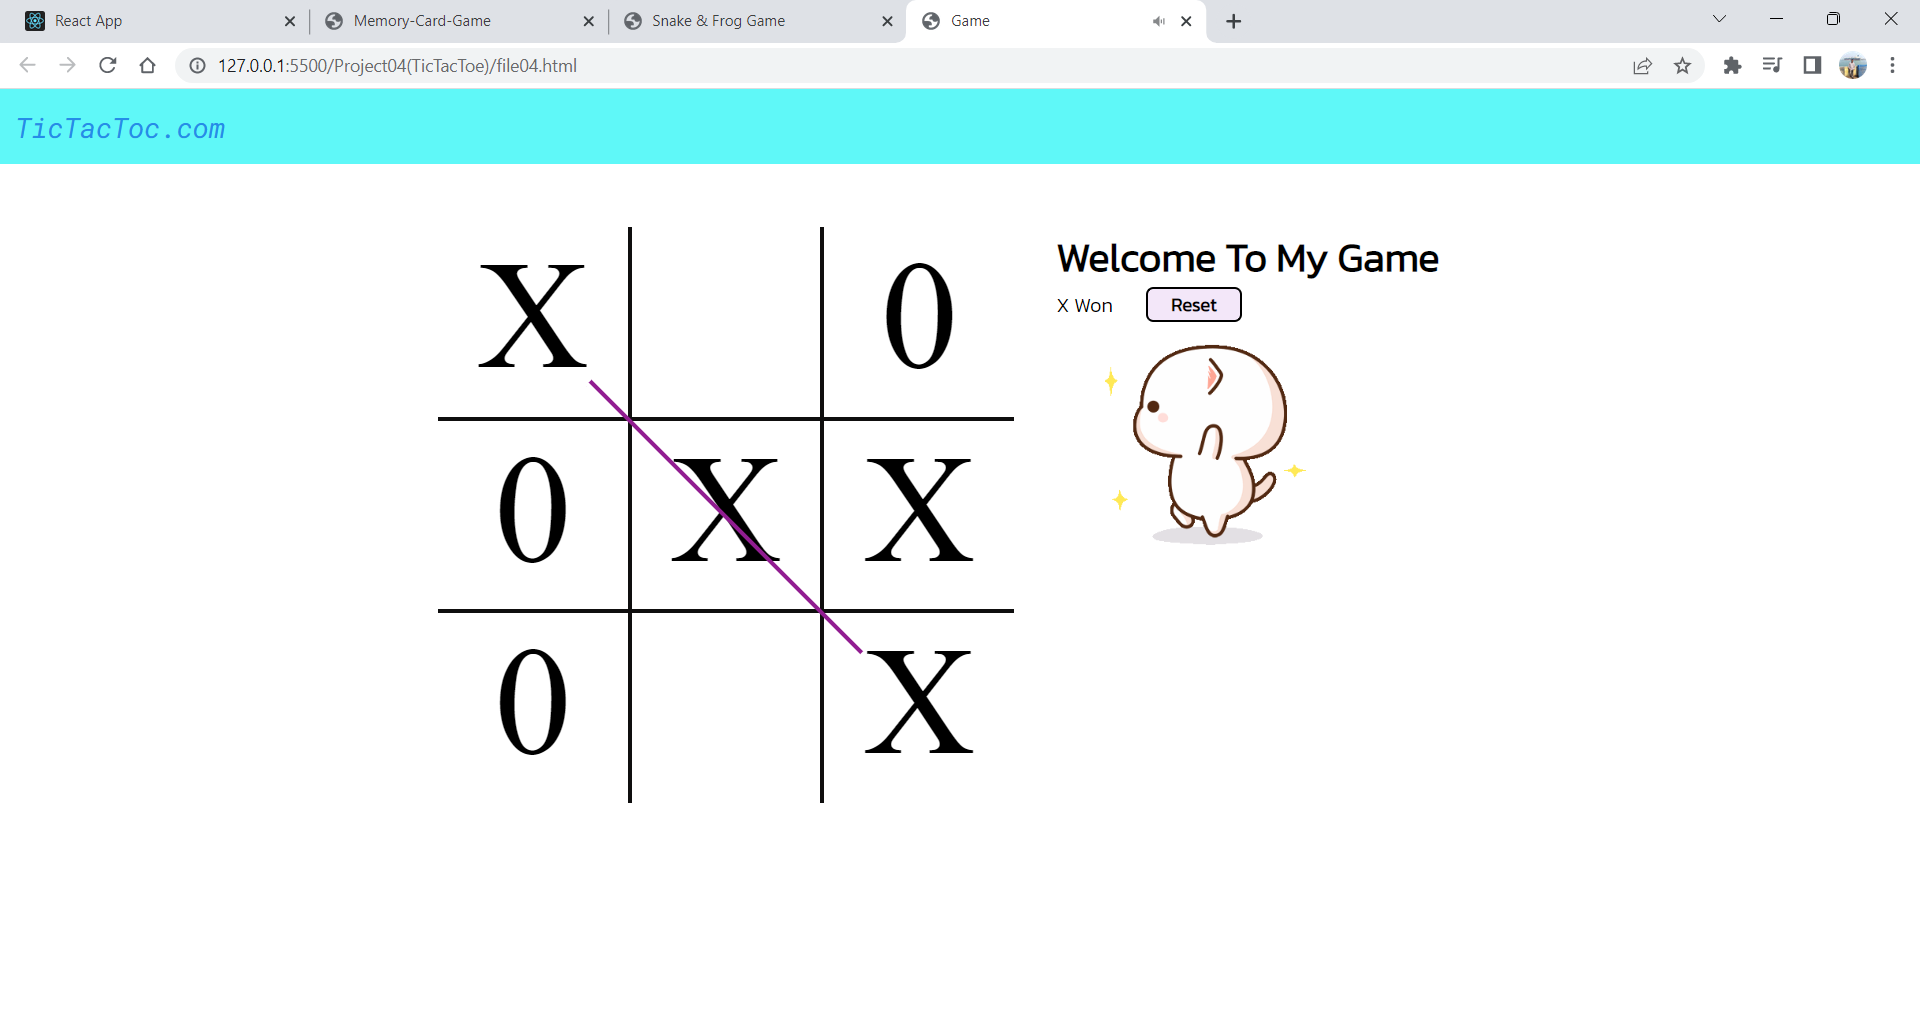 React App
Memory-Card-Game
Snake & Frog Game
Game
127.0.0.1:5500/Project04(TicTacToe)/file04.html
TicTacToc.com
X 0
0 X X
0 X
Welcome To My Game
X Won Reset